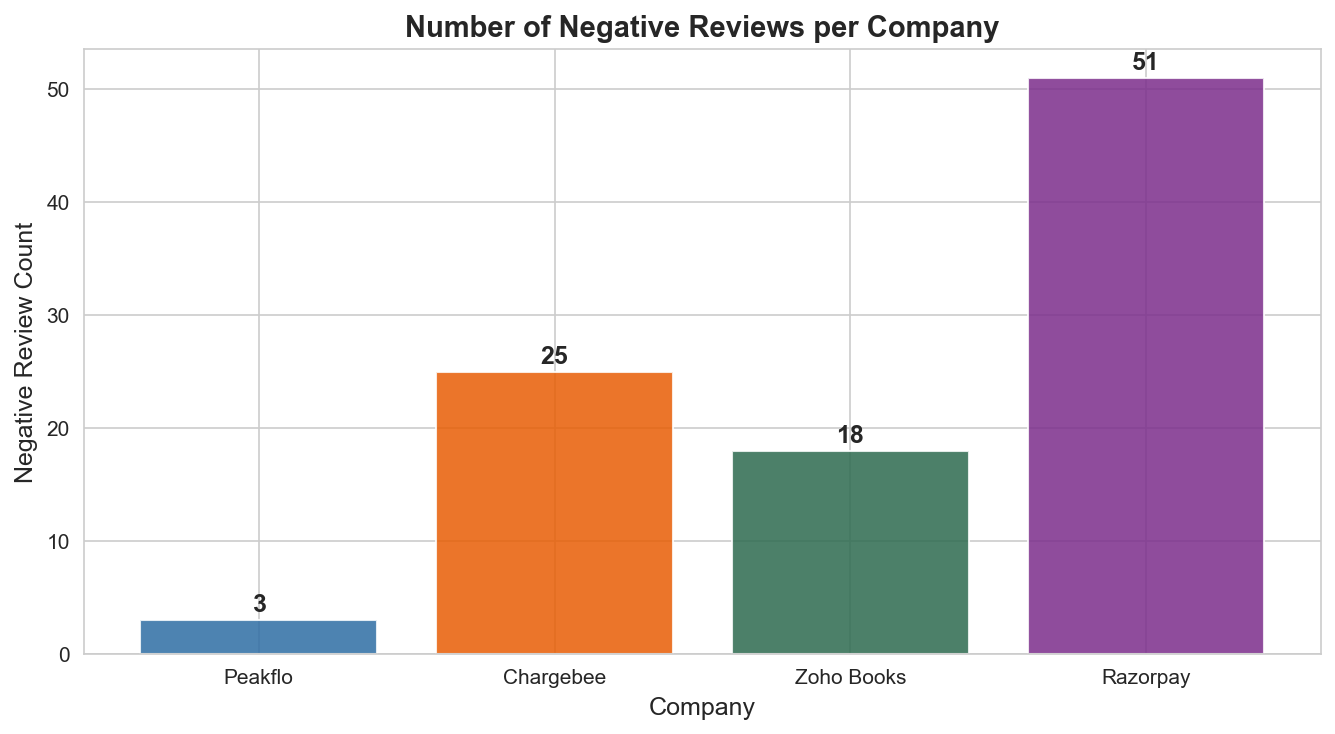 Number of Negative Reviews per Company
Negative Review Count
50
40
30
20
10
0
3
25
18
51
Peakflo
Chargebee
Zoho Books
Razorpay
Company